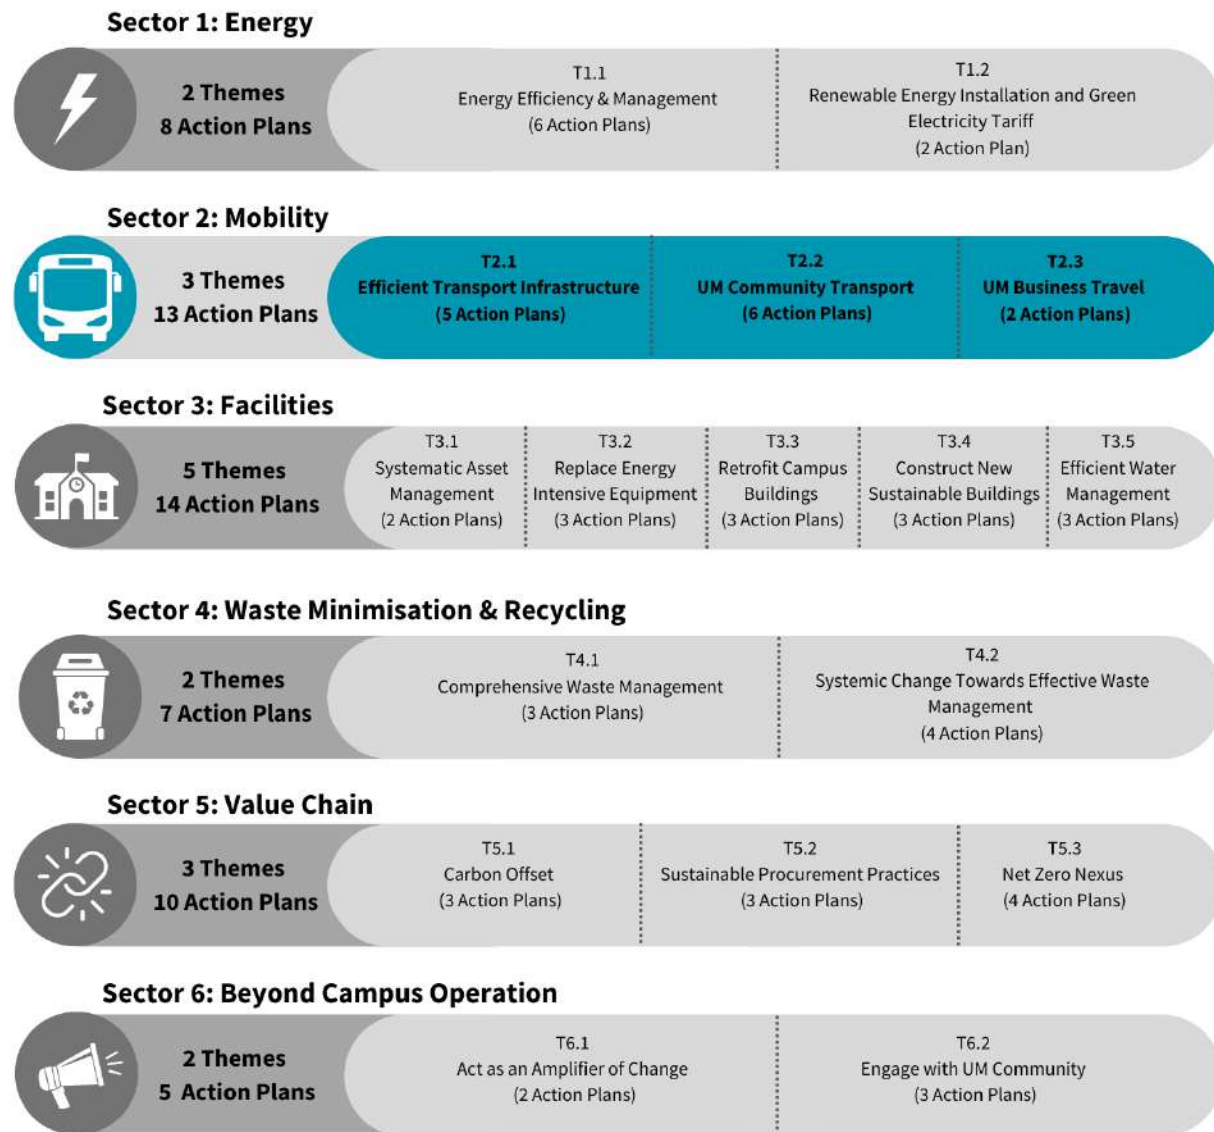 Sector 1: Energy
2 Themes
8 Action Plans
T1.1
Energy Efficiency & Management
(6 Action Plans)
T1.2
Renewable Energy Installation and Green
Electricity Tariff
(2 Action Plan)
Sector 2: Mobility
3 Themes
13 Action Plans
T2.1
Efficient Transport Infrastructure
(5 Action Plans)
T2.2
UM Community Transport
(6 Action Plans)
T2.3
UM Business Travel
(2 Action Plans)
Sector 3: Facilities
5 Themes
14 Action Plans
T3.1
Systematic Asset
Management
(2 Action Plans)
T3.2
Replace Energy
Intensive Equipment
(3 Action Plans)
T3.3
Retrofit Campus
Buildings
(3 Action Plans)
T3.4
Construct New
Sustainable Buildings
(3 Action Plans)
T3.5
Efficient Water
Management
(3 Action Plans)
Sector 4: Waste Minimisation & Recycling
2 Themes
7 Action Plans
T4.1
Comprehensive Waste Management
(3 Action Plans)
T4.2
Systemic Change Towards Effective Waste
Management
(4 Action Plans)
Sector 5: Value Chain
3 Themes
10 Action Plans
T5.1
Carbon Offset
(3 Action Plans)
T5.2
Sustainable Procurement Practices
(3 Action Plans)
T5.3
Net Zero Nexus
(4 Action Plans)
Sector 6: Beyond Campus Operation
2 Themes
5 Action Plans
T6.1
Act as an Amplifier of Change
(2 Action Plans)
T6.2
Engage with UM Community
(3 Action Plans)